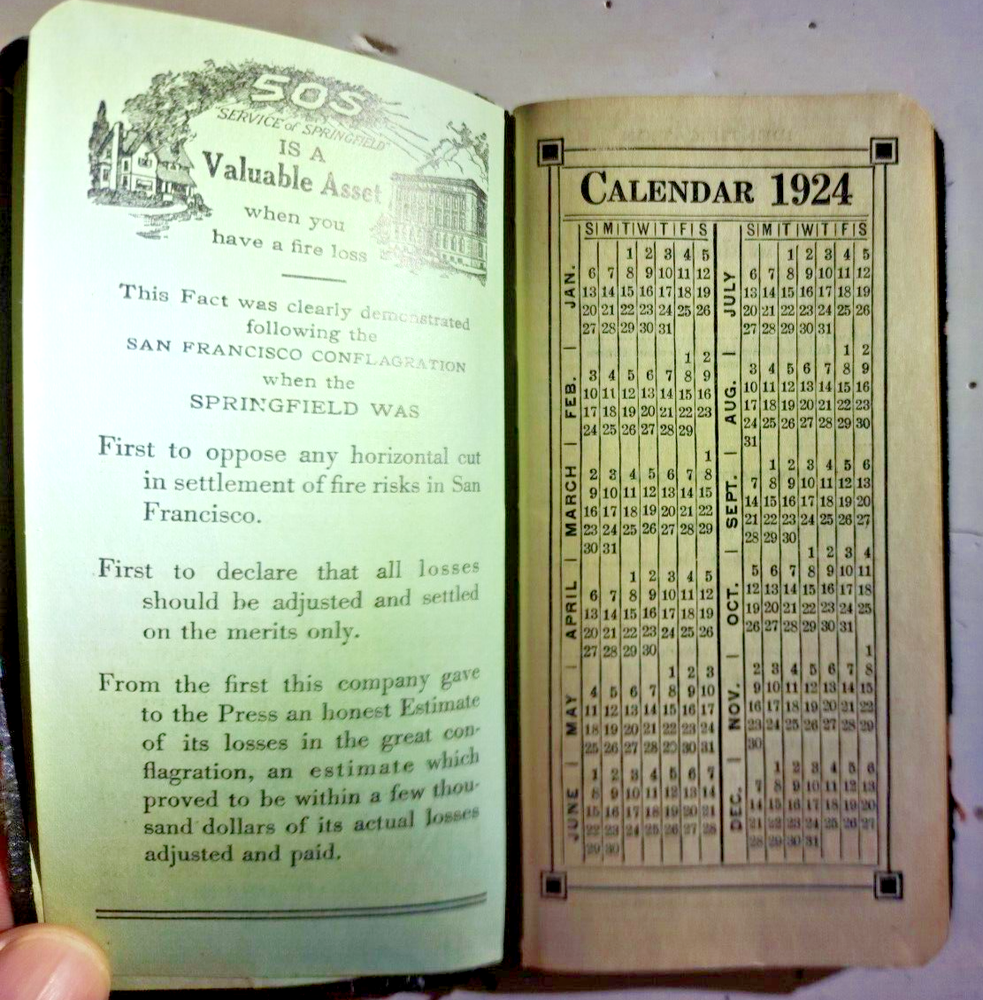 SOS
SERVICE of SPRINGFIELD
IS A
Valuable Asset
when you
have a fire loss
This Fact was clearly demonstrated
following the
SAN FRANCISCO CONFLAGRATION
when the
SPRINGFIELD WAS
First to oppose any horizontal cut
in settlement of fire risks in San
Francisco.
First to declare that all losses
should be adjusted and settled
on the merits only.
From the first this company gave
to the Press an honest Estimate
of its losses in the great con-
flagration, an estimate which
proved to be within a few thou-
sand dollars of its actual losses
adjusted and paid.
CALENDAR 1924
S M T W T F S
JAN.
1 2 3 4 5
6 7 8 9 10 11 12
13 14 15 16 17 18 19
20 21 22 23 24 25 26
27 28 29 30 31
FEB.
1 2
3 4 5 6 7 8 9
10 11 12 13 14 15 16
17 18 19 20 21 22 23
24 25 26 27 28 29
MARCH
1
2 3 4 5 6 7 8
9 10 11 12 13 14 15
16 17 18 19 20 21 22
23 24 25 26 27 28 29
30 31
APRIL
1 2 3 4 5
6 7 8 9 10 11 12
13 14 15 16 17 18 19
20 21 22 23 24 25 26
27 28 29 30
MAY
1 2 3
4 5 6 7 8 9 10
11 12 13 14 15 16 17
18 19 20 21 22 23 24
25 26 27 28 29 30 31
JUNE
1 2 3 4 5 6 7
8 9 10 11 12 13 14
15 16 17 18 19 20 21
22 23 24 25 26 27 28
29 30
S M T W T F S
JULY
1 2 3 4 5
6 7 8 9 10 11 12
13 14 15 16 17 18 19
20 21 22 23 24 25 26
27 28 29 30 31
AUG.
1 2
3 4 5 6 7 8 9
10 11 12 13 14 15 16
17 18 19 20 21 22 23
24 25 26 27 28 29 30
31
SEPT.
1 2 3 4 5 6
7 8 9 10 11 12 13
14 15 16 17 18 19 20
21 22 23 24 25 26 27
28 29 30
OCT.
1 2 3 4
5 6 7 8 9 10 11
12 13 14 15 16 17 18
19 20 21 22 23 24 25
26 27 28 29 30 31
NOV.
1
2 3 4 5 6 7 8
9 10 11 12 13 14 15
16 17 18 19 20 21 22
23 24 25 26 27 28 29
30
DEC.
1 2 3 4 5 6
7 8 9 10 11 12 13
14 15 16 17 18 19 20
21 22 23 24 25 26 27
28 29 30 31